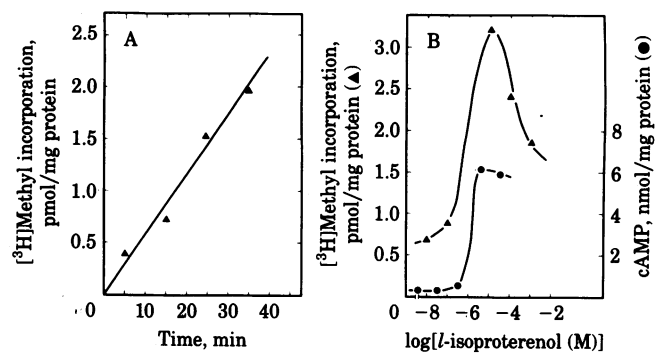 A
[³H]Methyl incorporation,
pmol/mg protein
2.5
2.0
1.5
1.0
0.5
0
10 20 30 40
Time, min
B
[³H]Methyl incorporation,
pmol/mg protein (▲)
3.0
2.5
2.0
1.5
1.0
0.5
0
-8 -6 -4 -2
log[l-isoproterenol (M)]
8
6
4
2
cAMP, nmol/mg protein (●)